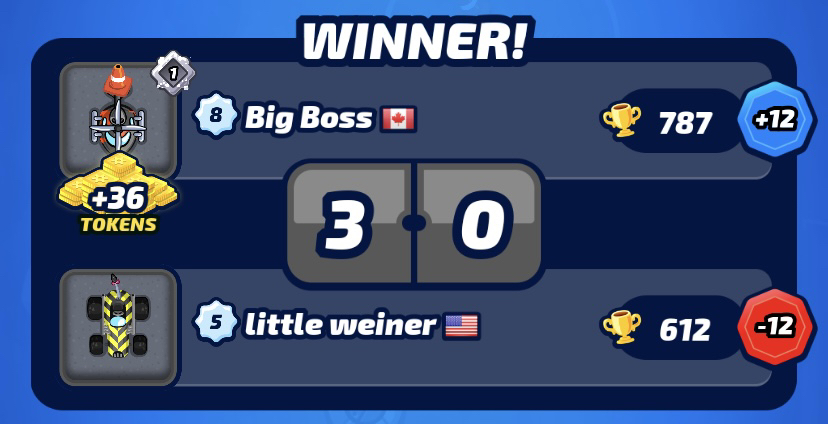 WINNER!
1
8 Big Boss 787 +12
+36
TOKENS
3 0
5 little weiner 612 -12